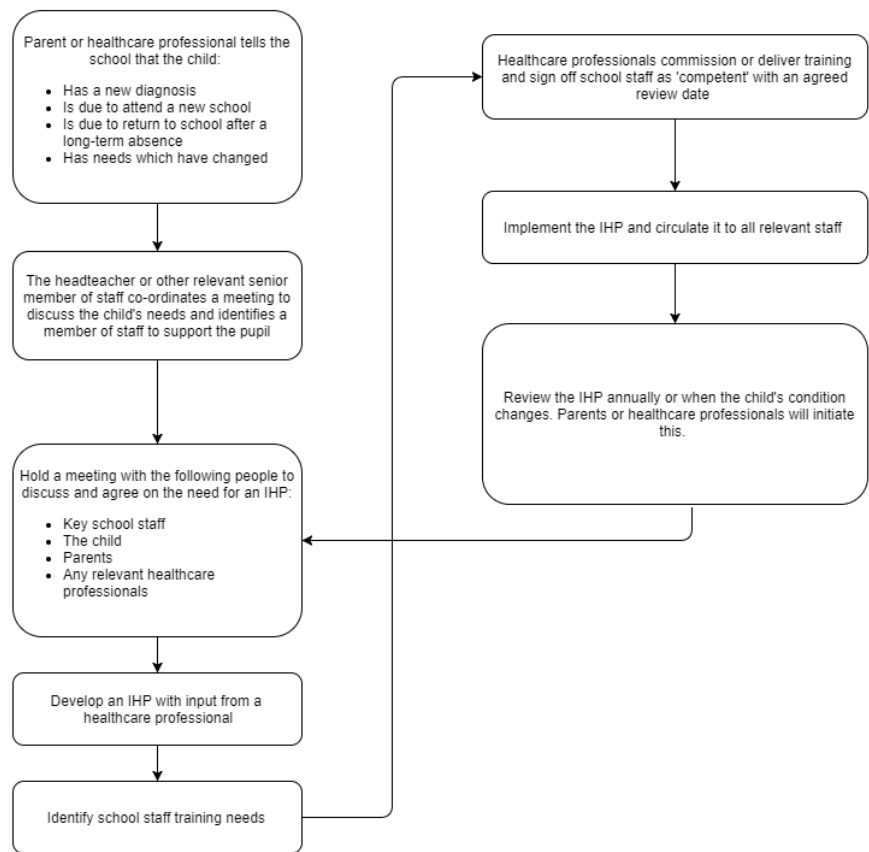 Parent or healthcare professional tells the
school that the child:
• Has a new diagnosis
• Is due to attend a new school
• Is due to return to school after a
long-term absence
• Has needs which have changed
The headteacher or other relevant senior
member of staff co-ordinates a meeting to
discuss the child's needs and identifies a
member of staff to support the pupil
Hold a meeting with the following people to
discuss and agree on the need for an IHP:
• Key school staff
• The child
• Parents
• Any relevant healthcare
professionals
Develop an IHP with input from a
healthcare professional
Identify school staff training needs
Healthcare professionals commission or deliver training
and sign off school staff as 'competent' with an agreed
review date
Implement the IHP and circulate it to all relevant staff
Review the IHP annually or when the child's condition
changes. Parents or healthcare professionals will initiate
this.